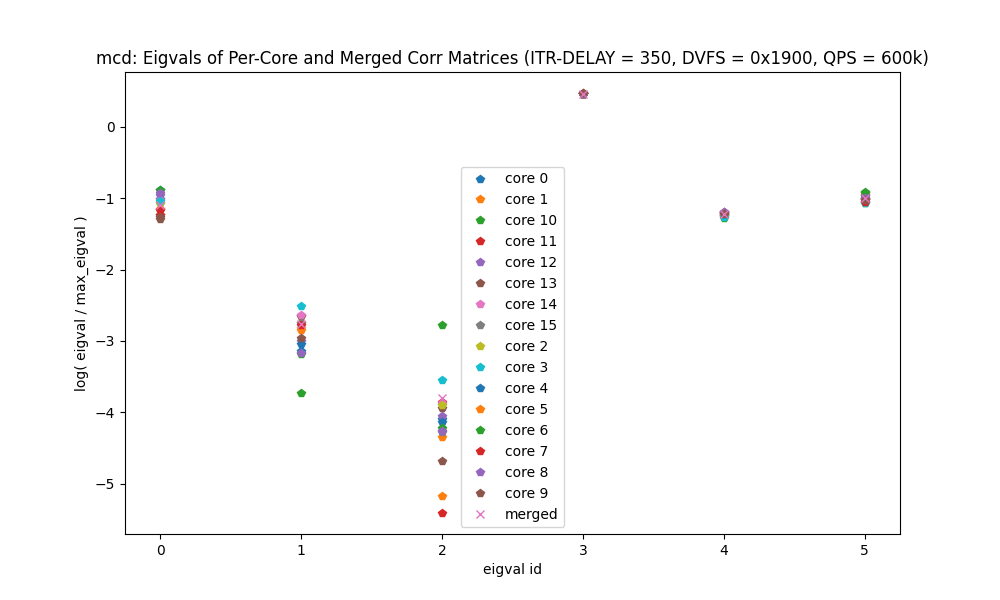 mcd: Eigvals of Per-Core and Merged Corr Matrices (ITR-DELAY = 350, DVFS = 0x1900, QPS = 600k)
log( eigval / max_eigval )
0
−1
−2
−3
−4
−5
core 0
core 1
core 10
core 11
core 12
core 13
core 14
core 15
core 2
core 3
core 4
core 5
core 6
core 7
core 8
core 9
merged
0 1 2 3 4 5
eigval id